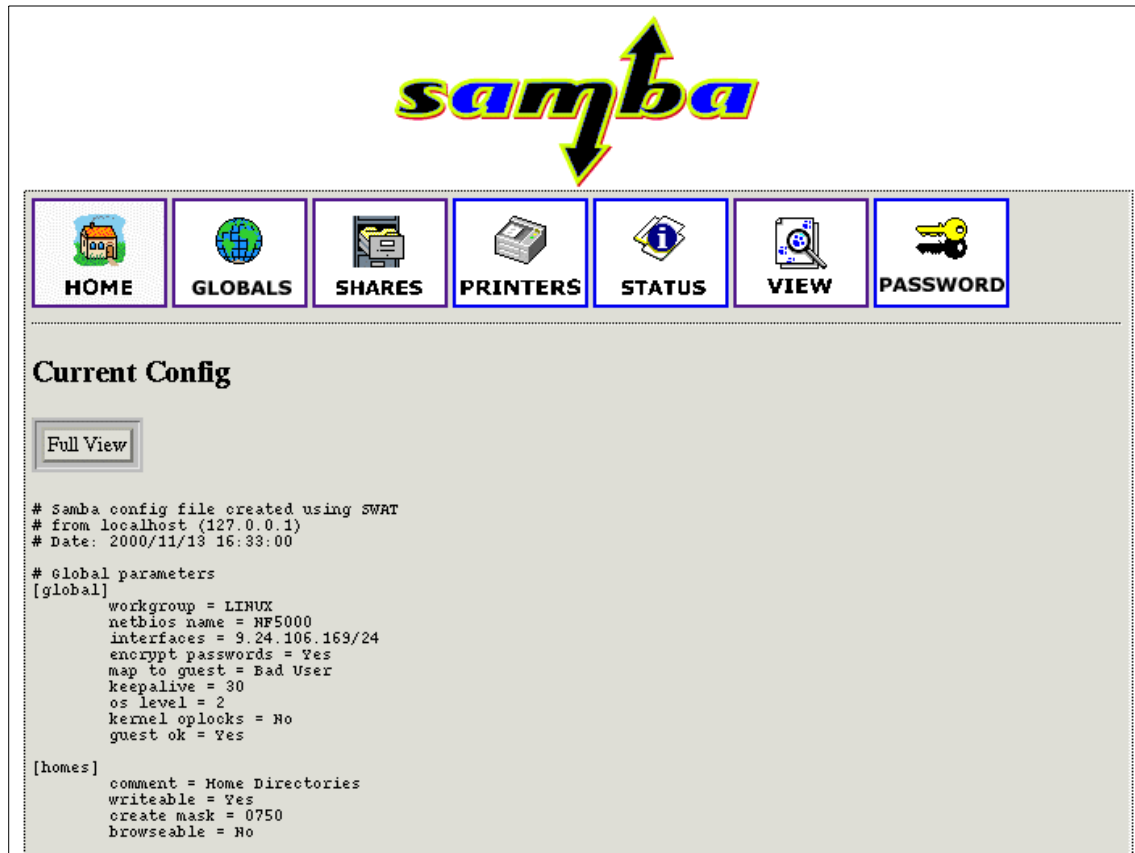 samba
HOME GLOBALS SHARES PRINTERS STATUS VIEW PASSWORD
Current Config
Full View
# Samba config file created using SWAT
# from localhost (127.0.0.1)
# Date: 2000/11/13 16:33:00
# Global parameters
[global]
workgroup = LINUX
netbios name = NF5000
interfaces = 9.24.106.169/24
encrypt passwords = Yes
map to guest = Bad User
keepalive = 30
os level = 2
kernel oplocks = No
guest ok = Yes
[homes]
comment = Home Directories
writeable = Yes
create mask = 0750
browseable = No